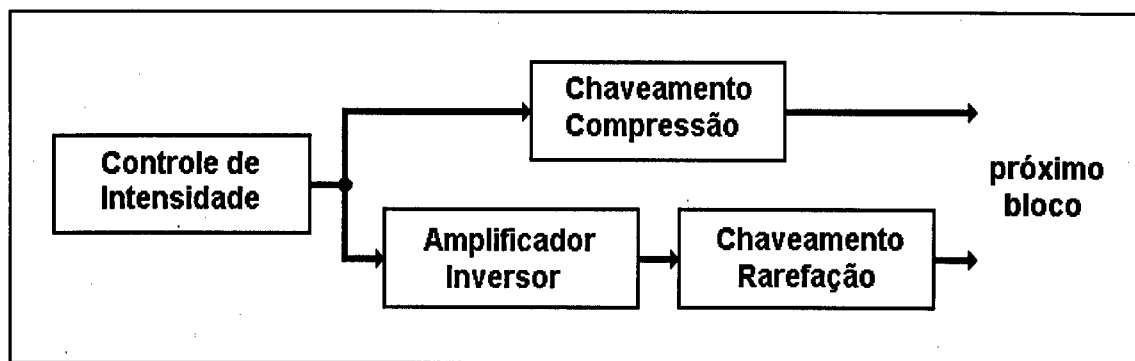 Controle de
Intensidade
Chaveamento
Compressão
Amplificador
Inversor
Chaveamento
Rarefação
próximo
bloco